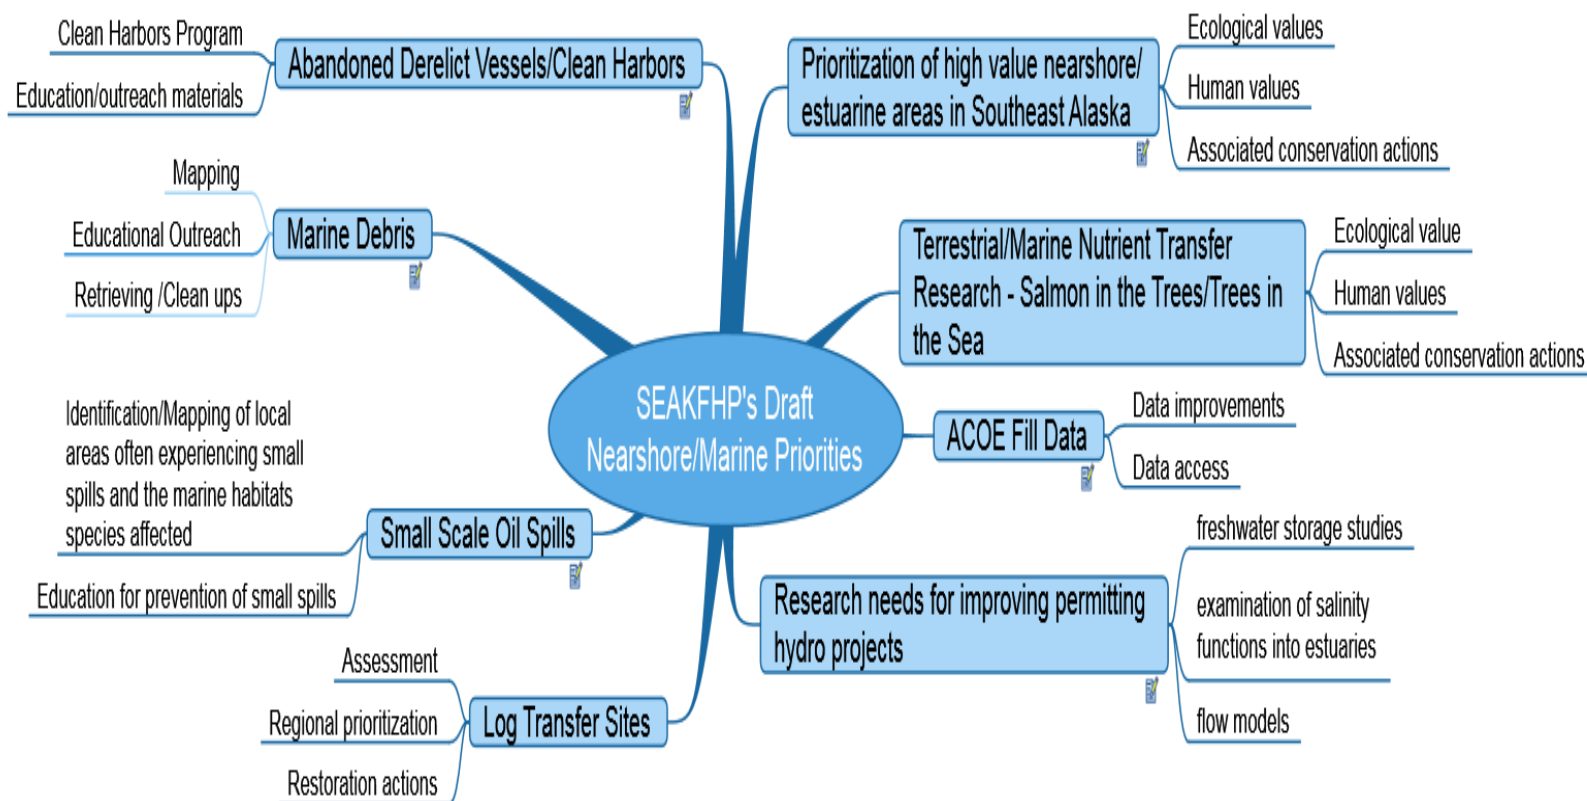 SEAKFHP's Draft
Nearshore/Marine Priorities
Abandoned Derelict Vessels/Clean Harbors
Clean Harbors Program
Education/outreach materials
Marine Debris
Mapping
Educational Outreach
Retrieving /Clean ups
Small Scale Oil Spills
Identification/Mapping of local
areas often experiencing small
spills and the marine habitats
species affected
Education for prevention of small spills
Log Transfer Sites
Assessment
Regional prioritization
Restoration actions
Prioritization of high value nearshore/
estuarine areas in Southeast Alaska
Ecological values
Human values
Associated conservation actions
Terrestrial/Marine Nutrient Transfer
Research - Salmon in the Trees/Trees in
the Sea
Ecological value
Human values
Associated conservation actions
ACOE Fill Data
Data improvements
Data access
Research needs for improving permitting
hydro projects
freshwater storage studies
examination of salinity
functions into estuaries
flow models